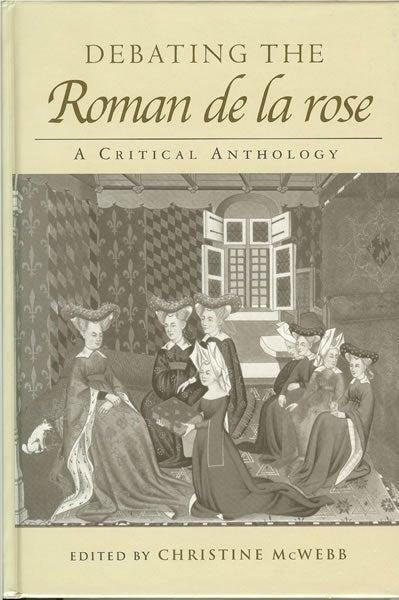 DEBATING THE
Roman de la rose
A CRITICAL ANTHOLOGY
EDITED BY CHRISTINE McWEBB